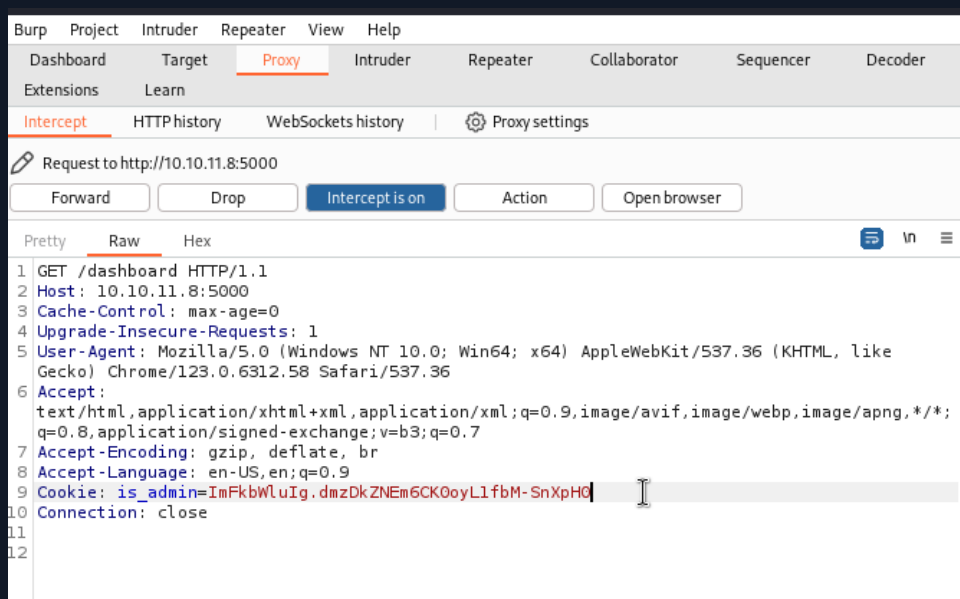 Burp Project Intruder Repeater View Help
Dashboard Target Proxy Intruder Repeater Collaborator Sequencer Decoder
Extensions Learn
Intercept HTTP history WebSockets history Proxy settings
Request to http://10.10.11.8:5000
Forward Drop Intercept is on Action Open browser
Pretty Raw Hex \n
1 GET /dashboard HTTP/1.1
2 Host: 10.10.11.8:5000
3 Cache-Control: max-age=0
4 Upgrade-Insecure-Requests: 1
5 User-Agent: Mozilla/5.0 (Windows NT 10.0; Win64; x64) AppleWebKit/537.36 (KHTML, like
Gecko) Chrome/123.0.6312.58 Safari/537.36
6 Accept:
text/html,application/xhtml+xml,application/xml;q=0.9,image/avif,image/webp,image/apng,*/*;
q=0.8,application/signed-exchange;v=b3;q=0.7
7 Accept-Encoding: gzip, deflate, br
8 Accept-Language: en-US,en;q=0.9
9 Cookie: is_admin=ImFkbWluIg.dmzDkZNEm6CK0oyL1fbM-SnXpH0
10 Connection: close
11
12